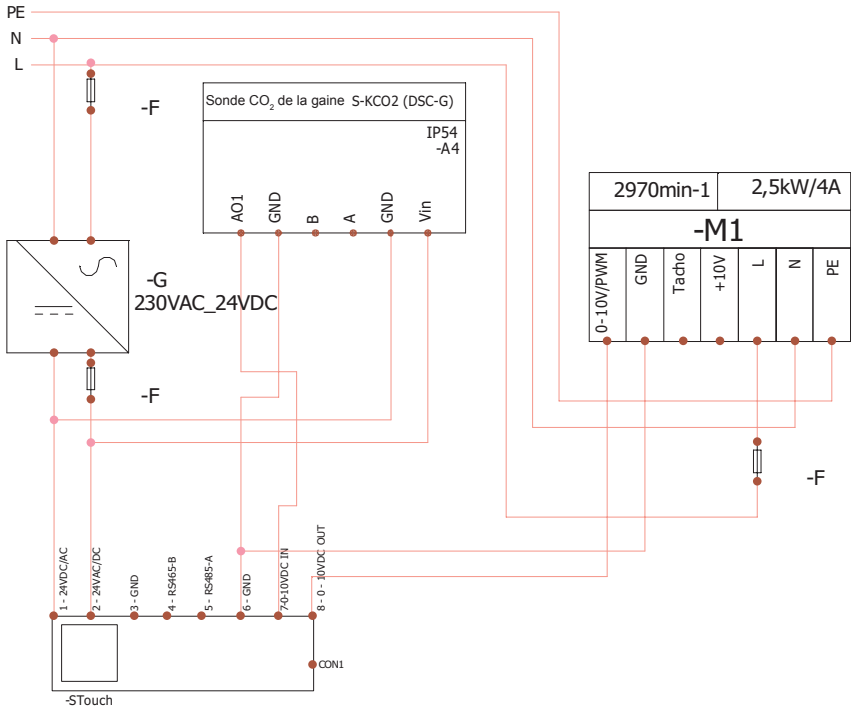 PE
N
L
-F
Sonde CO2 de la gaine S-KCO2 (DSC-G)
IP54
-A4
AO1
GND
B
A
GND
Vin
2970min-1
2,5kW/4A
-M1
0-10V/PWM
GND
Tacho
+10V
L
N
PE
-G
230VAC_24VDC
-F
-F
1 - 24VDC/AC
2 - 24VAC/DC
3 - GND
4 - RS465-B
5 - RS485-A
6 - GND
7-0-10VDC IN
8 - 0 - 10VDC OUT
CON1
-STouch